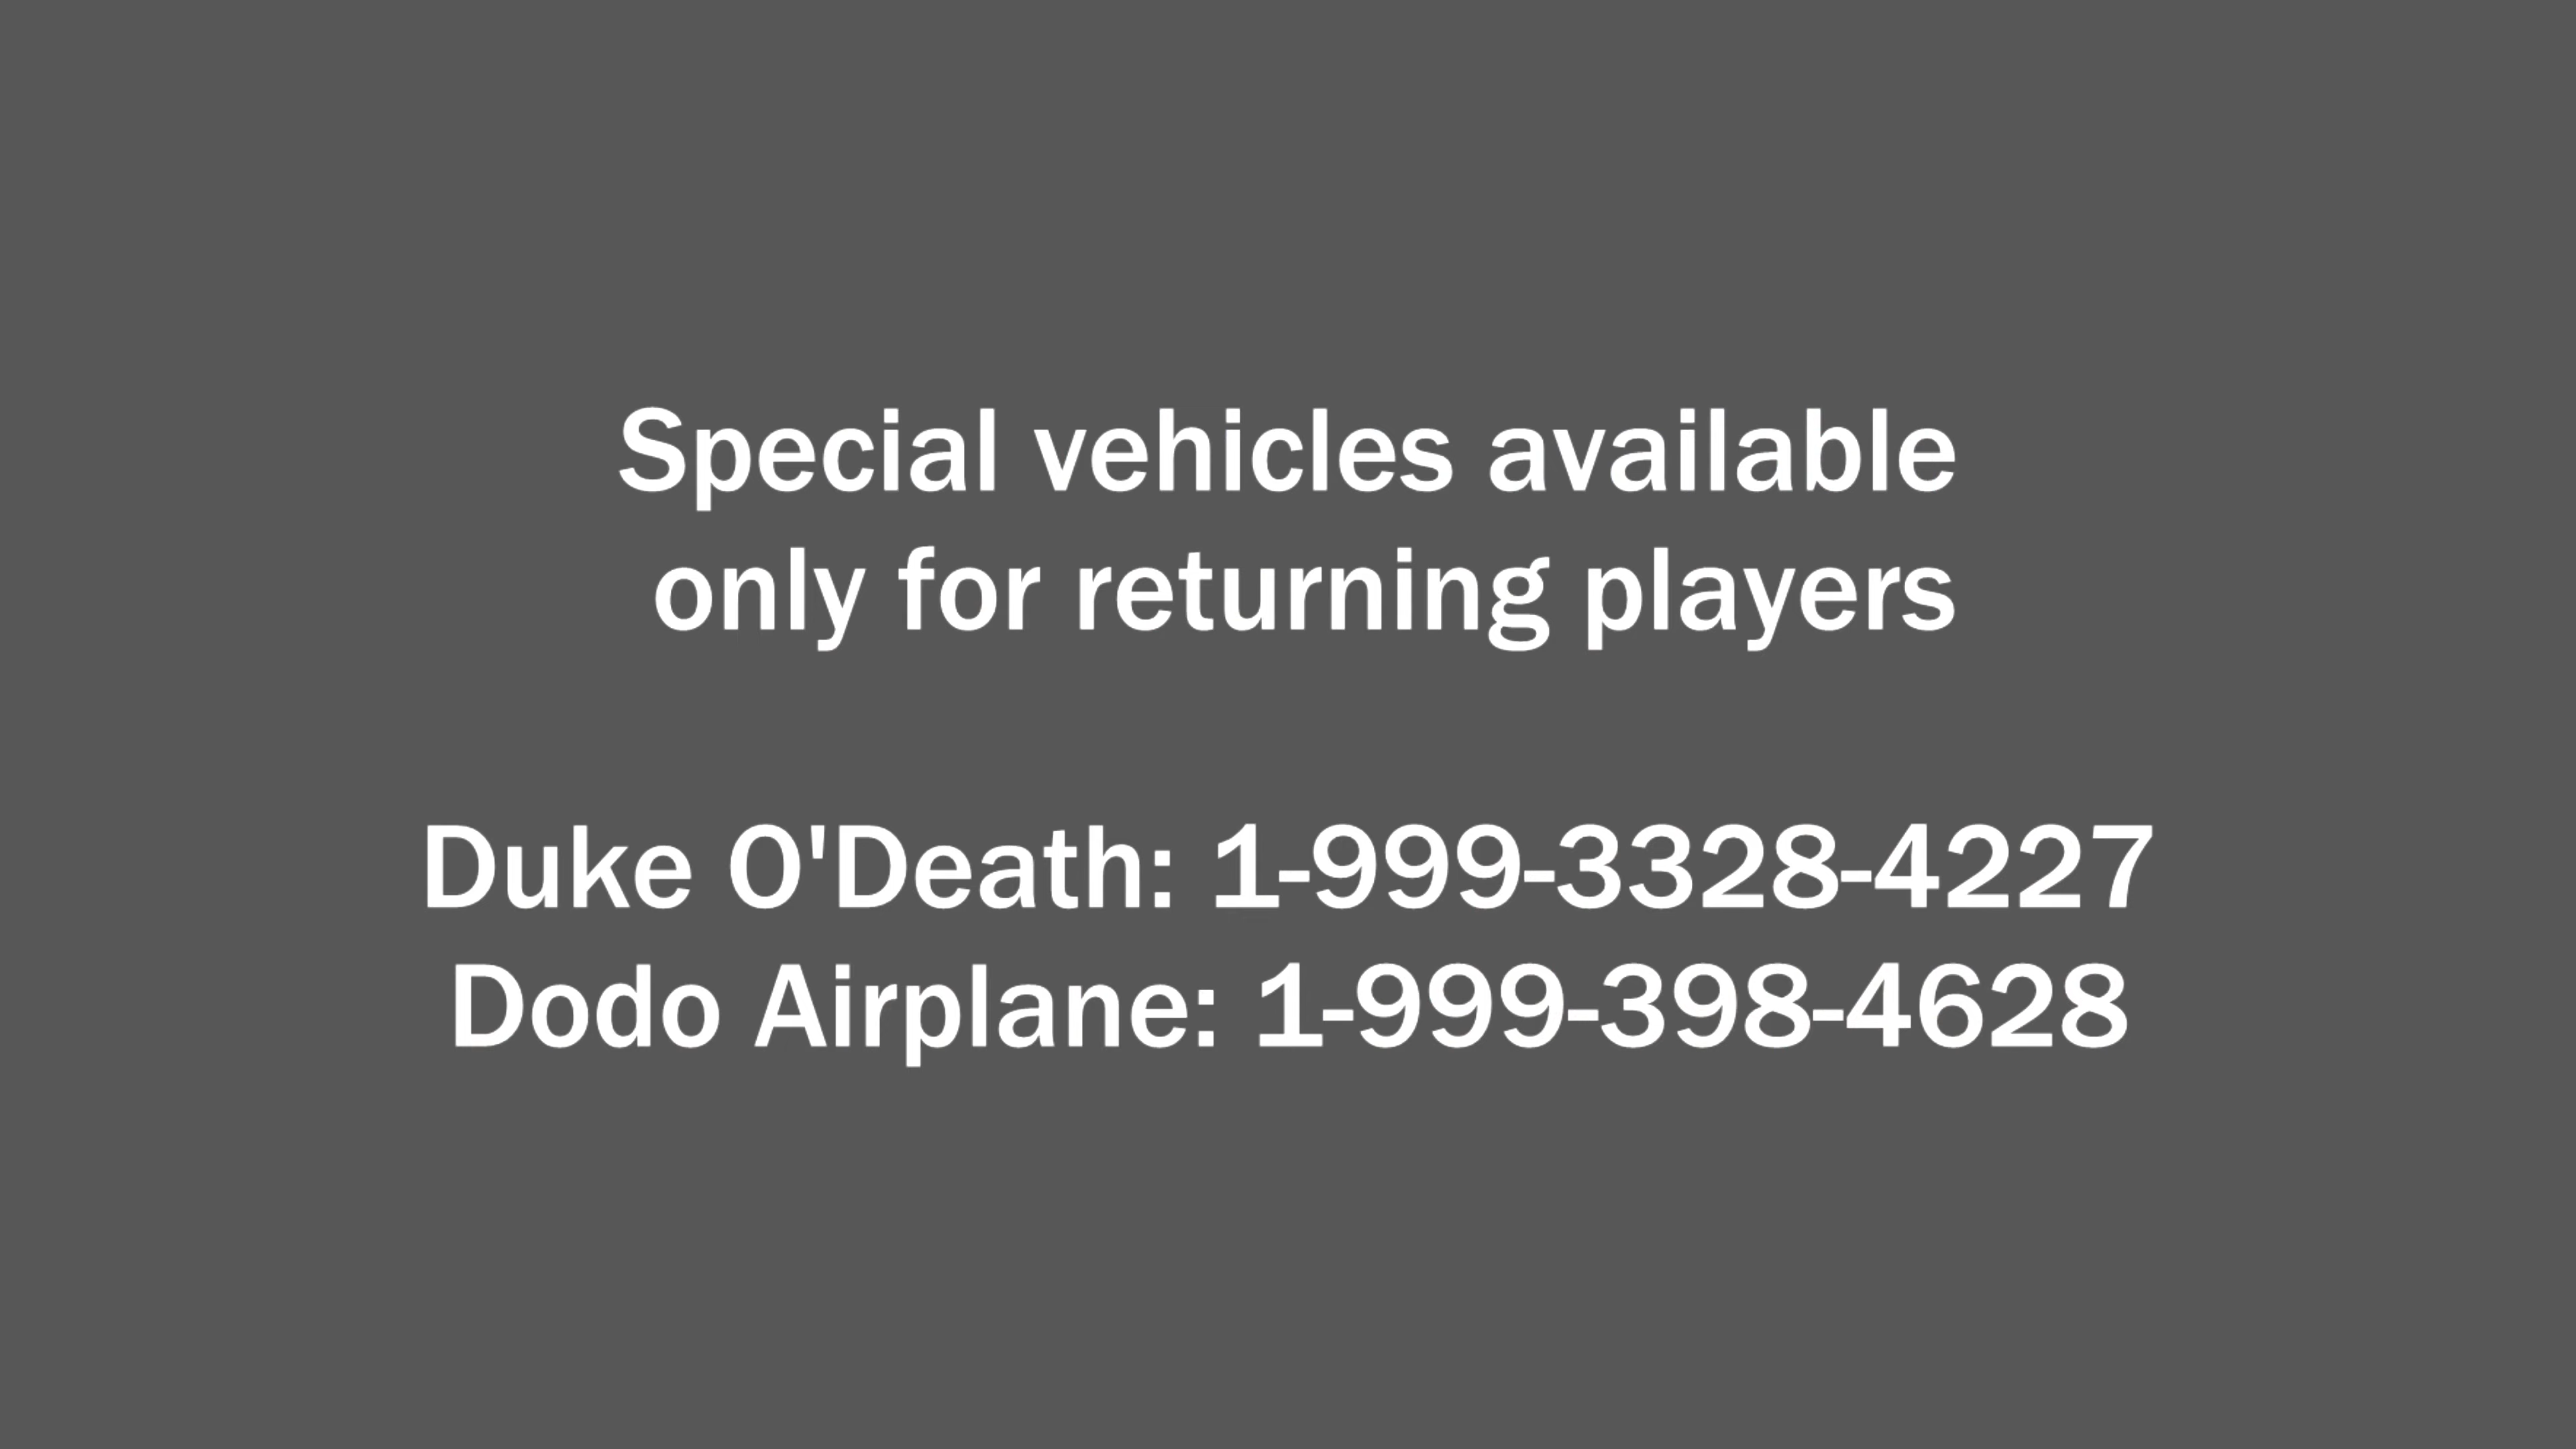 Special vehicles available
only for returning players
Duke O'Death: 1-999-3328-4227
Dodo Airplane: 1-999-398-4628